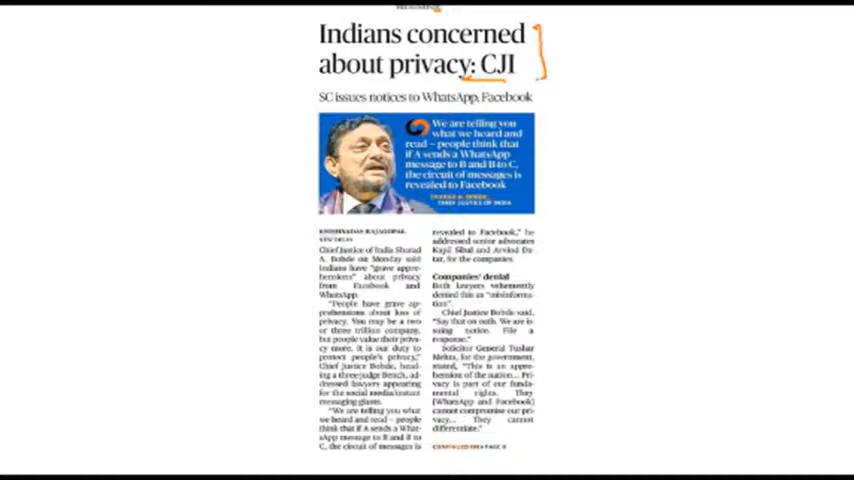 Indians concerned
about privacy: CJI
SC issues notices to WhatsApp, Facebook
We are telling you
what we heard and
read – people think that
if A sends a WhatsApp
message to B and B to C,
the circuit of messages is
revealed to Facebook
SHARAD A. BOBDE,
CHIEF JUSTICE OF INDIA
KRISHNADAS RAJAGOPAL
NEW DELHI
Chief Justice of India Sharad
A. Bobde on Monday said
Indians have "grave appre-
hensions" about privacy
from Facebook and
WhatsApp.
"People have grave ap-
prehensions about loss of
privacy. You may be a two
or three trillion company,
but people value their priva-
cy more. It is our duty to
protect people's privacy,"
Chief Justice Bobde, head-
ing a three-judge Bench, ad-
dressed lawyers appearing
for the social media/instant
messaging giants.
"We are telling you what
we heard and read – people
think that if A sends a What-
sApp message to B and B to
C, the circuit of messages is
revealed to Facebook," he
addressed senior advocates
Kapil Sibal and Arvind Da-
tar, for the companies.
Companies' denial
Both lawyers vehemently
denied this as "misinforma-
tion".
Chief Justice Bobde said,
"Say that on oath. We are is-
suing notice. File a
response."
Solicitor General Tushar
Mehta, for the government,
stated, "This is an appre-
hension of the nation... Pri-
vacy is part of our funda-
mental rights. They
[WhatsApp and Facebook]
cannot compromise our pri-
vacy... They cannot
differentiate."
CONTINUED ON PAGE 8